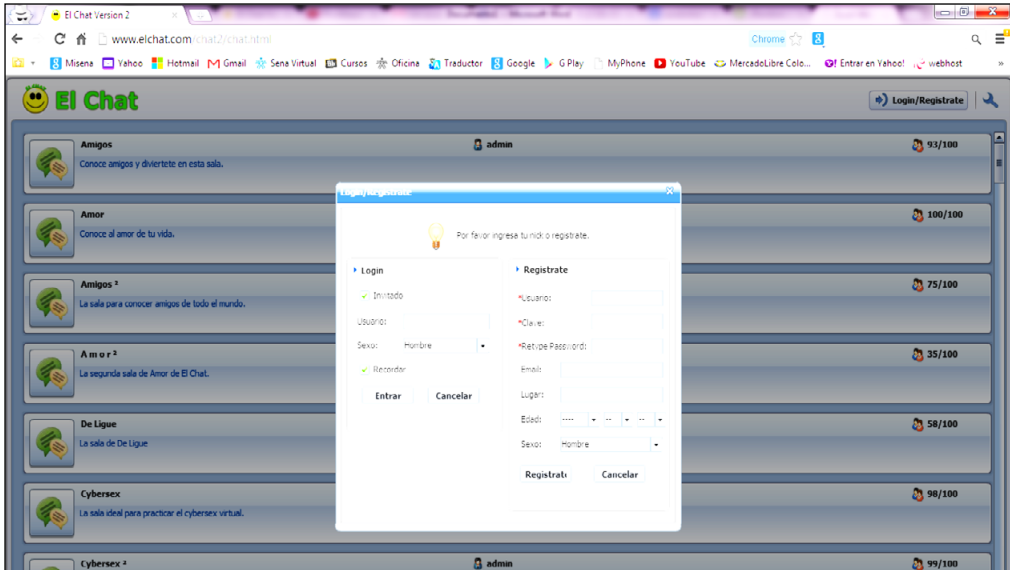 El Chat Version 2
www.elchat.com/chat2/chat.html
Chrome
Misena Yahoo Hotmail Gmail Sena Virtual Cursos Oficina Traductor Google G Play MyPhone YouTube MercadoLibre Colo... Entrar en Yahoo! webhost »
El Chat
Login/Registrate
Amigos admin 93/100
Conoce amigos y diviertete en esta sala.
Amor 100/100
Conoce al amor de tu vida.
Amigos ² 75/100
La sala para conocer amigos de todo el mundo.
A m o r ² 35/100
La segunda sala de Amor de El Chat.
De Ligue 58/100
La sala de De Ligue
Cybersex 98/100
La sala ideal para practicar el cybersex virtual.
Cybersex ² admin 99/100
Login/Registrate
Por favor ingresa tu nick o registrate.
Login
Invitado
Usuario:
Sexo: Hombre
Recordar
Entrar Cancelar
Registrate
*Usuario:
*Clave:
*Retype Password:
Email:
Lugar:
Edad: ---- -- --
Sexo: Hombre
Registrate Cancelar